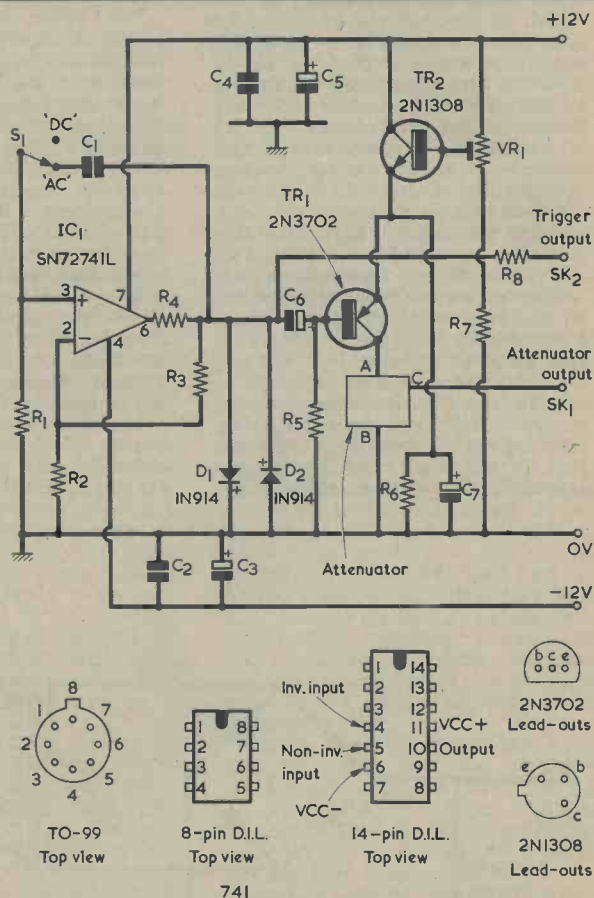 +12V
C4
+
C5
TR2
2N1308
'DC'
S1
C1
'AC'
VR1
TR1
2N3702
IC1
SN72741L
Trigger
output
R8
SK2
3
+
7
R4
C6
2
−
6
4
R3
R7
Attenuator
output
A
C
SK1
R1
R5
B
R2
D1
1N914
+
+
D2
1N914
R6
+
C7
0V
C2
+
C3
Attenuator
−12V
8
1
7
2
6
3
5
4
TO-99
Top view
1 8
2 7
3 6
4 5
8-pin D.I.L.
Top view
1 14
2 13
3 12
Inv. input
4 11 VCC+
Non-inv.
input
5 10 Output
6 9
VCC−
7 8
14-pin D.I.L.
Top view
b c e
2N3702
Lead-outs
e
b
c
2N1308
Lead-outs
741